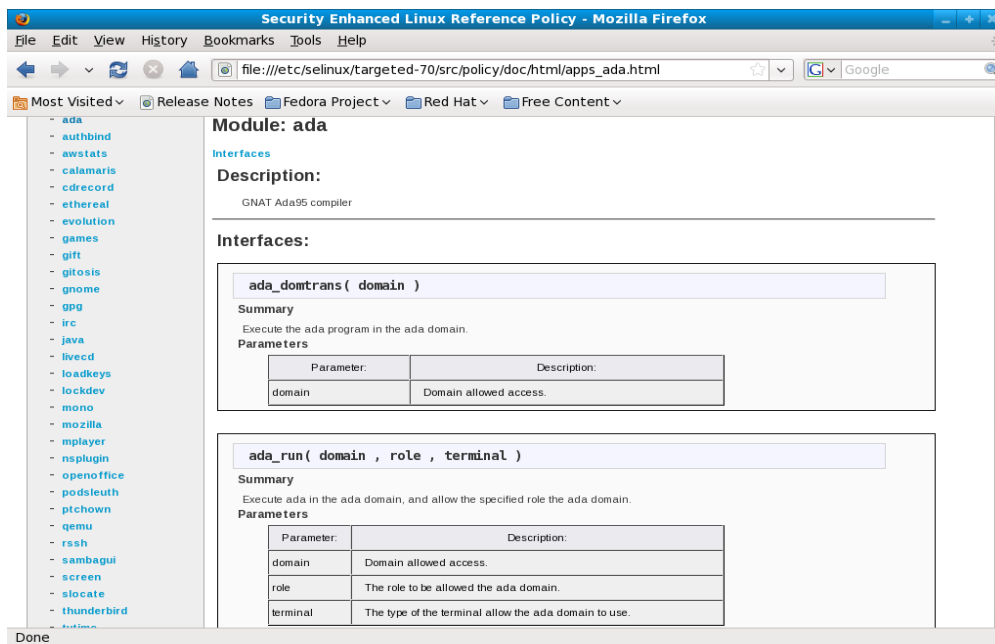 Security Enhanced Linux Reference Policy - Mozilla Firefox
File Edit View History Bookmarks Tools Help
file:///etc/selinux/targeted-70/src/policy/doc/html/apps_ada.html
Google
Most Visited Release Notes Fedora Project Red Hat Free Content
- ada
- authbind
- awstats
- calamaris
- cdrecord
- ethereal
- evolution
- games
- gift
- gitosis
- gnome
- gpg
- irc
- java
- livecd
- loadkeys
- lockdev
- mono
- mozilla
- mplayer
- nsplugin
- openoffice
- podsleuth
- ptchown
- qemu
- rssh
- sambagui
- screen
- slocate
- thunderbird
Module: ada
Interfaces
Description:
GNAT Ada95 compiler
Interfaces:
ada_domtrans( domain )
Summary
Execute the ada program in the ada domain.
Parameters
Parameter: Description:
domain Domain allowed access.
ada_run( domain , role , terminal )
Summary
Execute ada in the ada domain, and allow the specified role the ada domain.
Parameters
Parameter: Description:
domain Domain allowed access.
role The role to be allowed the ada domain.
terminal The type of the terminal allow the ada domain to use.
Done